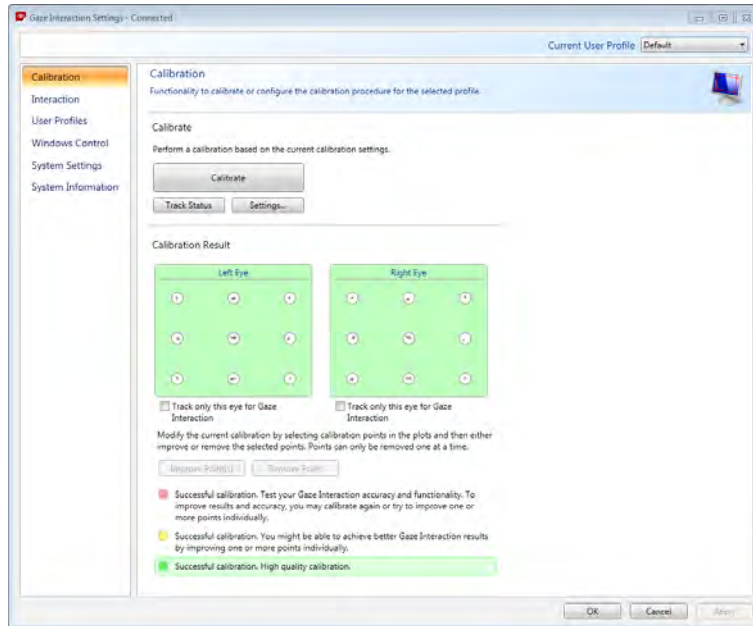 Gaze Interaction Settings - Connected
Current User Profile Default
Calibration
Interaction
User Profiles
Windows Control
System Settings
System Information
Calibration
Functionality to calibrate or configure the calibration procedure for the selected profile.
Calibrate
Perform a calibration based on the current calibration settings.
Calibrate
Track Status Settings...
Calibration Result
Left Eye Right Eye
Track only this eye for Gaze
Interaction
Track only this eye for Gaze
Interaction
Modify the current calibration by selecting calibration points in the plots and then either
improve or remove the selected points. Points can only be removed one at a time.
Improve Point(s) Remove Point
Successful calibration. Test your Gaze Interaction accuracy and functionality. To
improve results and accuracy, you may calibrate again or try to improve one or
more points individually.
Successful calibration. You might be able to achieve better Gaze Interaction results
by improving one or more points individually.
Successful calibration. High quality calibration.
OK Cancel Apply